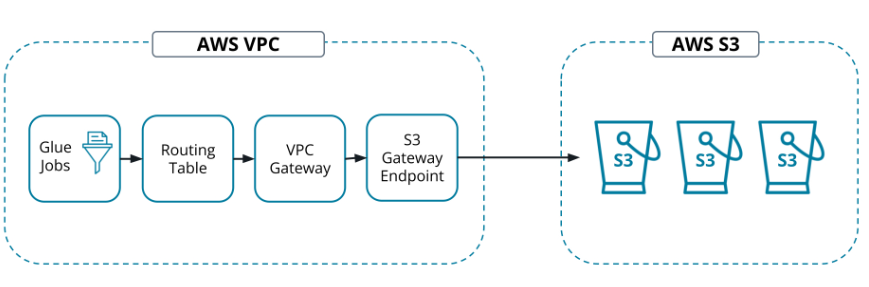 AWS VPC
AWS S3
Glue
Jobs
Routing
Table
VPC
Gateway
S3
Gateway
Endpoint
S3
S3
S3